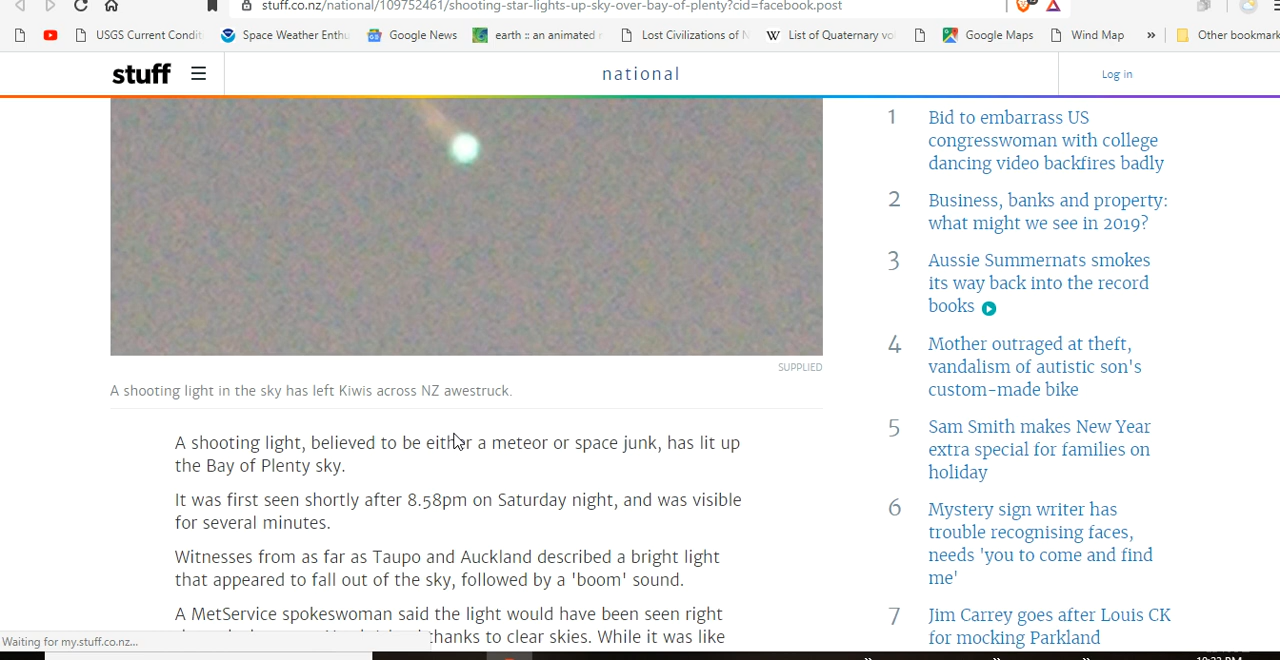 stuff.co.nz/national/109752461/shooting-star-lights-up-sky-over-bay-of-plenty?cid=facebook.post
USGS Current Condit Space Weather Enthu Google News earth :: an animated Lost Civilizations of N List of Quaternary vo Google Maps Wind Map » Other bookmark
stuff national Log in
SUPPLIED
A shooting light in the sky has left Kiwis across NZ awestruck.
A shooting light, believed to be either a meteor or space junk, has lit up
the Bay of Plenty sky.
It was first seen shortly after 8.58pm on Saturday night, and was visible
for several minutes.
Witnesses from as far as Taupo and Auckland described a bright light
that appeared to fall out of the sky, followed by a 'boom' sound.
A MetService spokeswoman said the light would have been seen right
thanks to clear skies. While it was like
1 Bid to embarrass US
congresswoman with college
dancing video backfires badly
2 Business, banks and property:
what might we see in 2019?
3 Aussie Summernats smokes
its way back into the record
books
4 Mother outraged at theft,
vandalism of autistic son's
custom-made bike
5 Sam Smith makes New Year
extra special for families on
holiday
6 Mystery sign writer has
trouble recognising faces,
needs 'you to come and find
me'
7 Jim Carrey goes after Louis CK
for mocking Parkland
Waiting for my.stuff.co.nz...